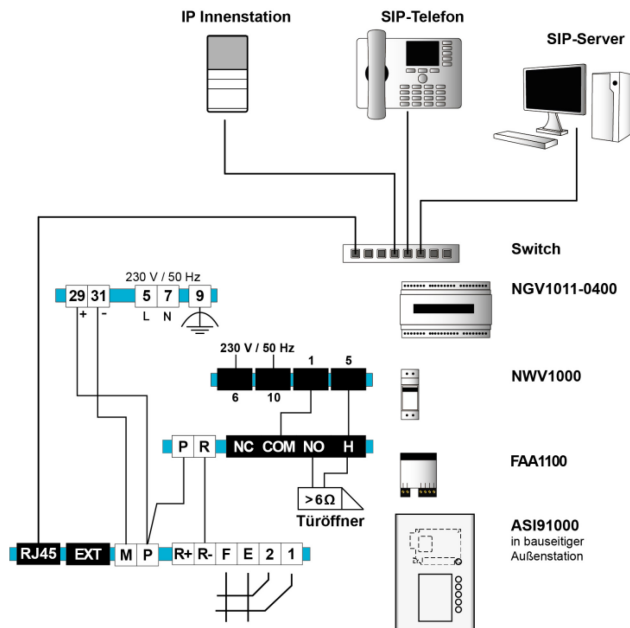 IP Innenstation
SIP-Telefon
SIP-Server
Switch
230 V / 50 Hz
29 31 5 7 9
+ - L N
NGV1011-0400
230 V / 50 Hz 1 5
6 10
NWV1000
P R NC COM NO H
FAA1100
>6Ω
Türöffner
ASI91000
in bauseitiger
Außenstation
RJ45 EXT M P R+ R- F E 2 1